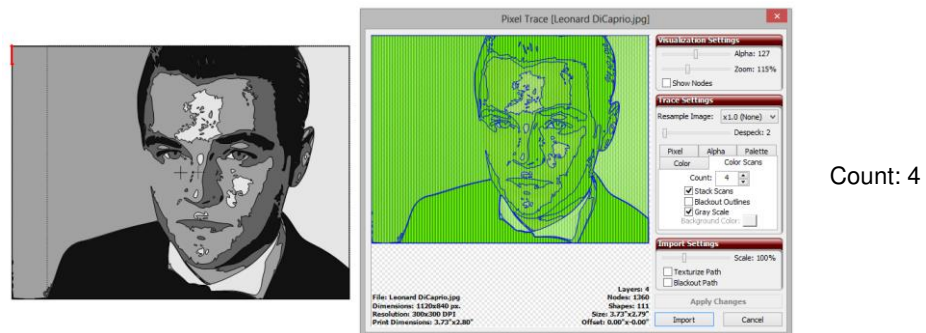 Pixel Trace [Leonard DiCaprio.jpg]
Visualization Settings
Alpha: 127
Zoom: 115%
Show Nodes
Trace Settings
Resample Image: x1.0 (None)
Despeck: 2
Pixel Alpha Palette
Color Color Scans
Count: 4
Stack Scans
Blackout Outlines
Gray Scale
Background Color:
Import Settings
Scale: 100%
Texturize Path
Blackout Path
Apply Changes
Import Cancel
File: Leonard DiCaprio.jpg
Dimensions: 1120x840 px.
Resolution: 300x300 DPI
Print Dimensions: 3.73"x2.80"
Layers: 4
Nodes: 1360
Shapes: 111
Size: 3.73"x2.79"
Offset: 0.00"x-0.00"
Count: 4